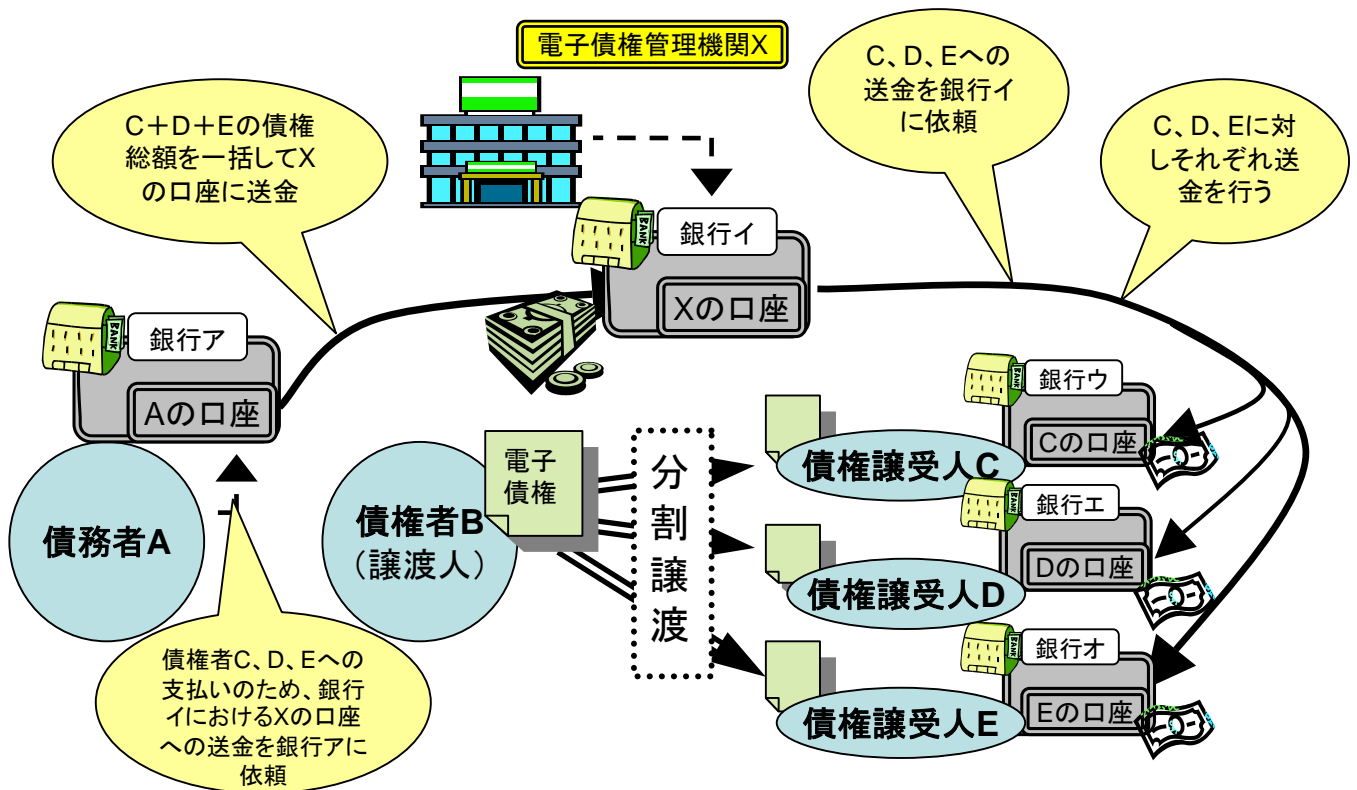 電子債権管理機関X
C＋D＋Eの債権
総額を一括してX
の口座に送金
C、D、Eへの
送金を銀行イ
に依頼
C、D、Eに対
しそれぞれ送
金を行う
BANK
銀行イ
Xの口座
BANK
銀行ア
Aの口座
債務者A
債権者B
（譲渡人）
電子
債権
分割譲渡
債権譲受人C
BANK
銀行ウ
Cの口座
債権譲受人D
BANK
銀行エ
Dの口座
債権譲受人E
BANK
銀行オ
Eの口座
債権者C、D、Eへの
支払いのため、銀行
イにおけるXの口座
への送金を銀行アに
依頼